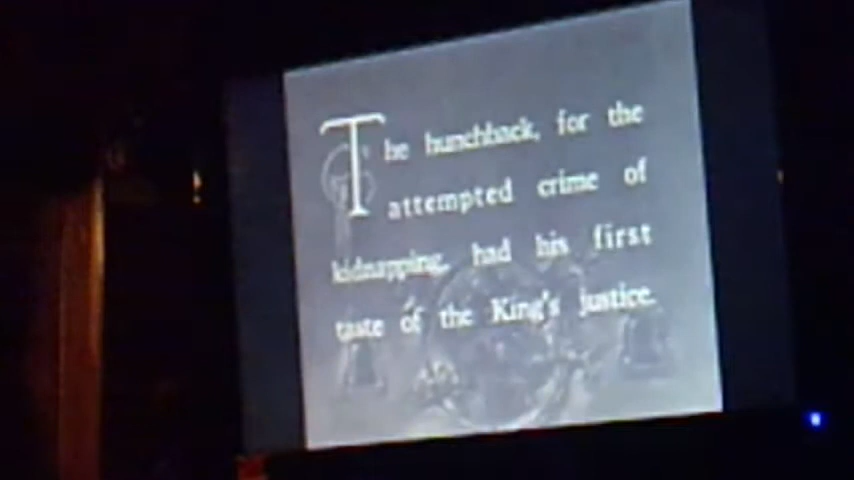 The hunchback, for the
attempted crime of
kidnapping, had his first
taste of the King's justice.